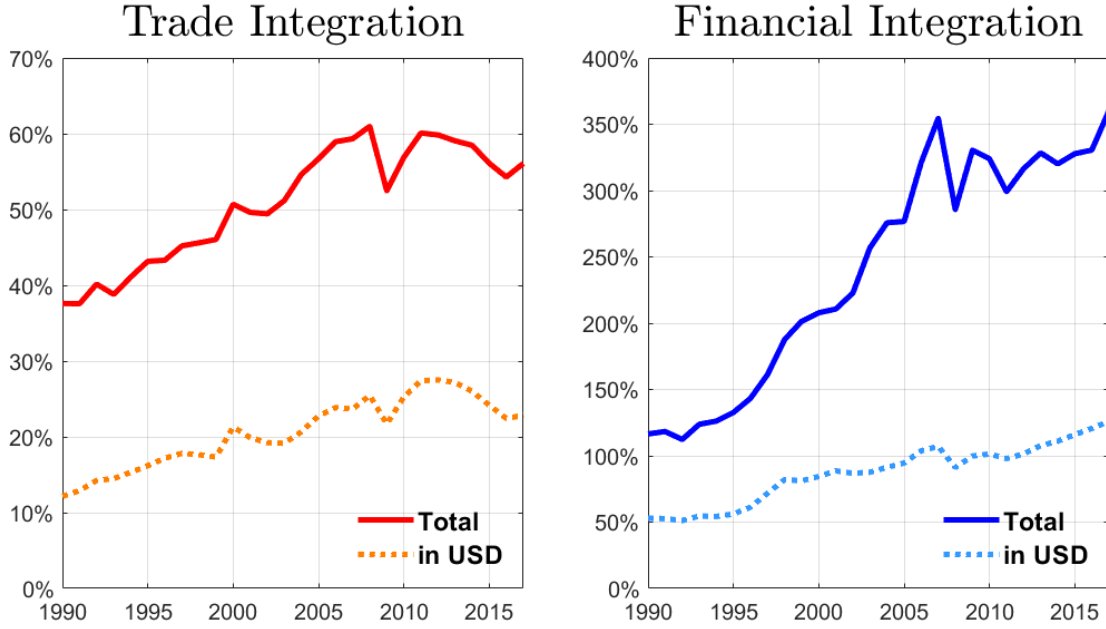 Trade Integration
70%
60%
50%
40%
30%
20%
10%
0%
1990 1995 2000 2005 2010 2015
Total
in USD
Financial Integration
400%
350%
300%
250%
200%
150%
100%
50%
0%
1990 1995 2000 2005 2010 2015
Total
in USD